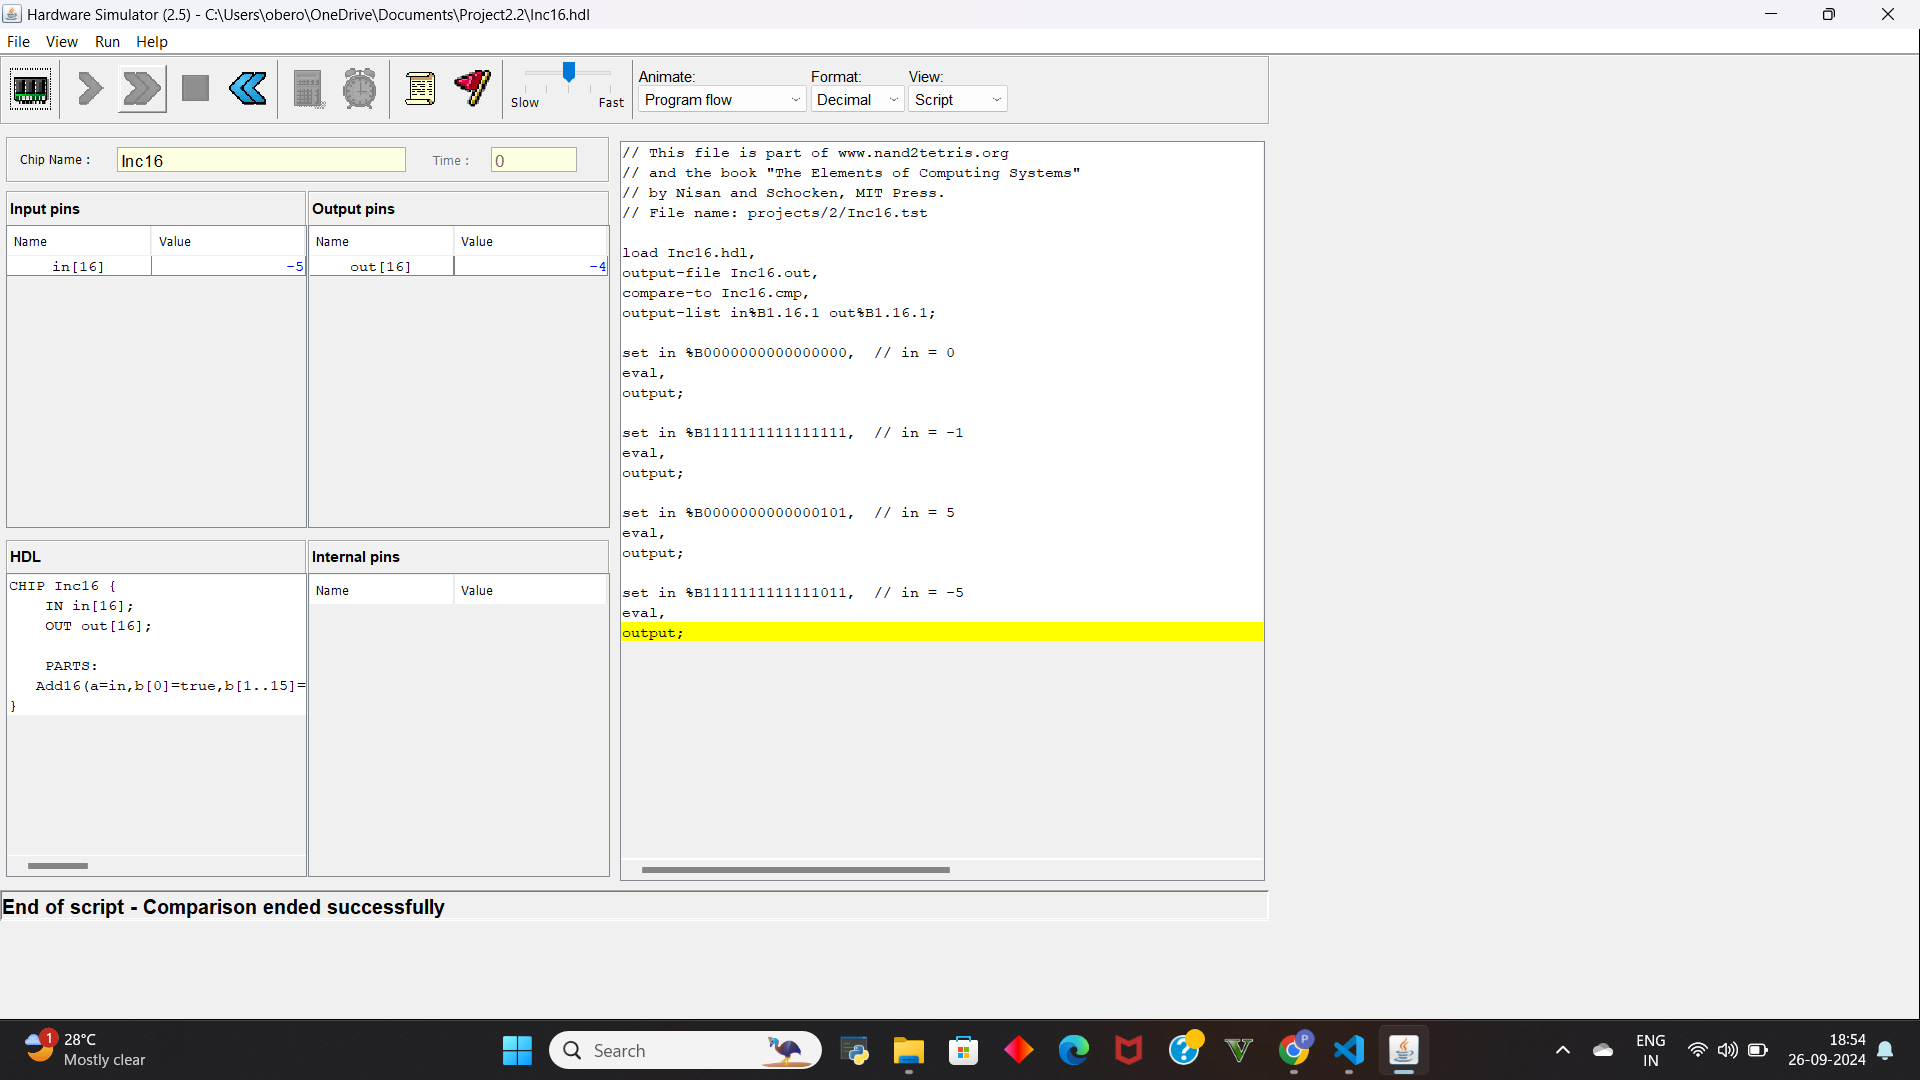 Hardware Simulator (2.5) - C:\Users\obero\OneDrive\Documents\Project2.2\Inc16.hdl
File View Run Help
Slow Fast
Animate: Format: View:
Program flow Decimal Script
Chip Name : Inc16 Time : 0
Input pins
Name Value
in[16] -5
Output pins
Name Value
out[16] -4
HDL
CHIP Inc16 {
IN in[16];
OUT out[16];
PARTS:
Add16(a=in,b[0]=true,b[1..15]=
}
Internal pins
Name Value
// This file is part of www.nand2tetris.org
// and the book "The Elements of Computing Systems"
// by Nisan and Schocken, MIT Press.
// File name: projects/2/Inc16.tst
load Inc16.hdl,
output-file Inc16.out,
compare-to Inc16.cmp,
output-list in%B1.16.1 out%B1.16.1;
set in %B0000000000000000, // in = 0
eval,
output;
set in %B1111111111111111, // in = -1
eval,
output;
set in %B0000000000000101, // in = 5
eval,
output;
set in %B1111111111111011, // in = -5
eval,
output;
End of script - Comparison ended successfully
1
28°C
Mostly clear
Search
P
ENG
IN
18:54
26-09-2024